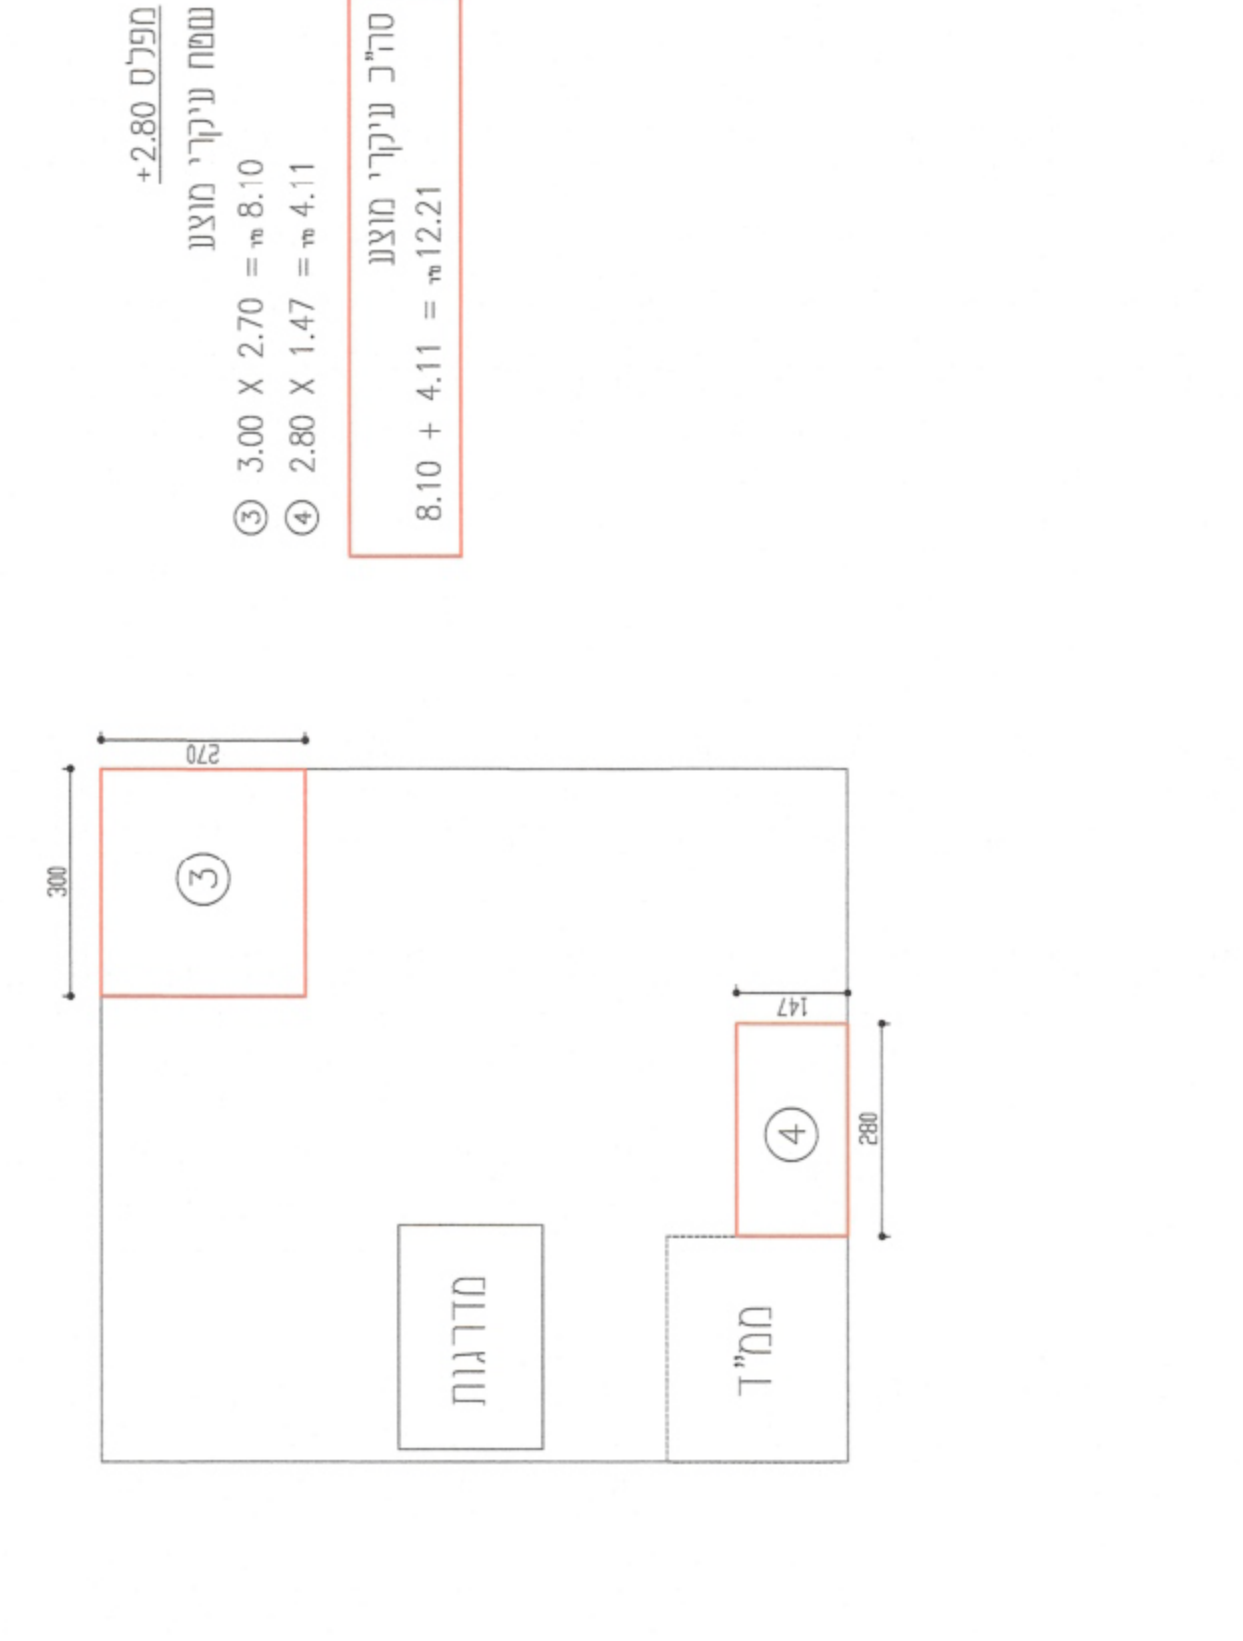 מפלס +2.80
שטח עיקרי מוצע
③ 3.00 X 2.70 = 8.10 מ"ר
④ 2.80 X 1.47 = 4.11 מ"ר
סה"כ עיקרי מוצע
8.10 + 4.11 = 12.21 מ"ר
270
300
3
147
4
280
מדרגות
ממ"ד